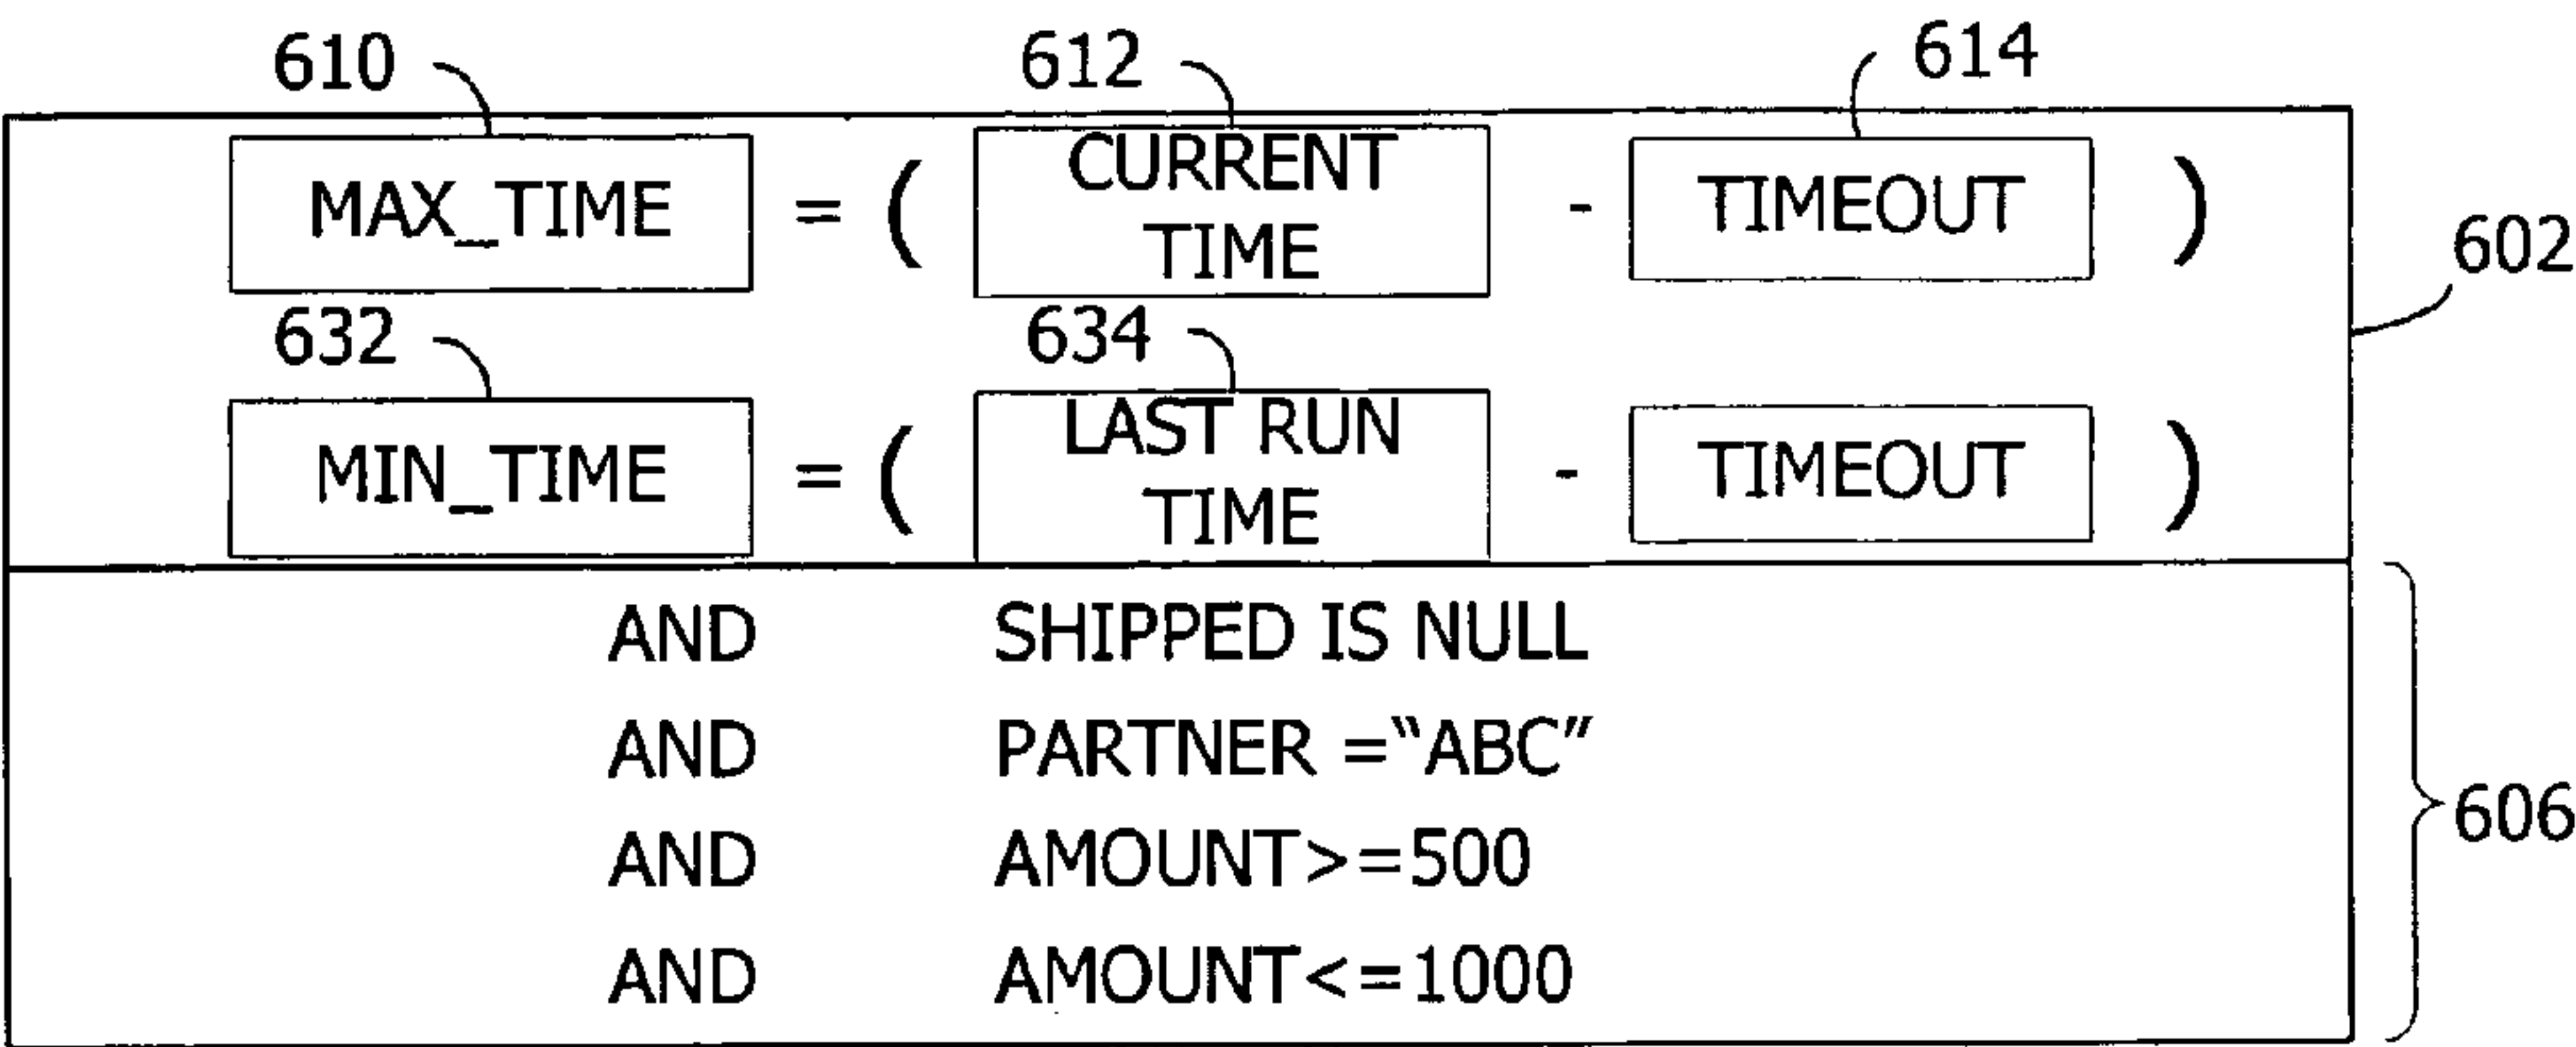 610 612 614
MAX_TIME = ( CURRENT TIME - TIMEOUT )
602
632 634
MIN_TIME = ( LAST RUN TIME - TIMEOUT )
AND SHIPPED IS NULL
AND PARTNER ="ABC"
606
AND AMOUNT>=500
AND AMOUNT<=1000